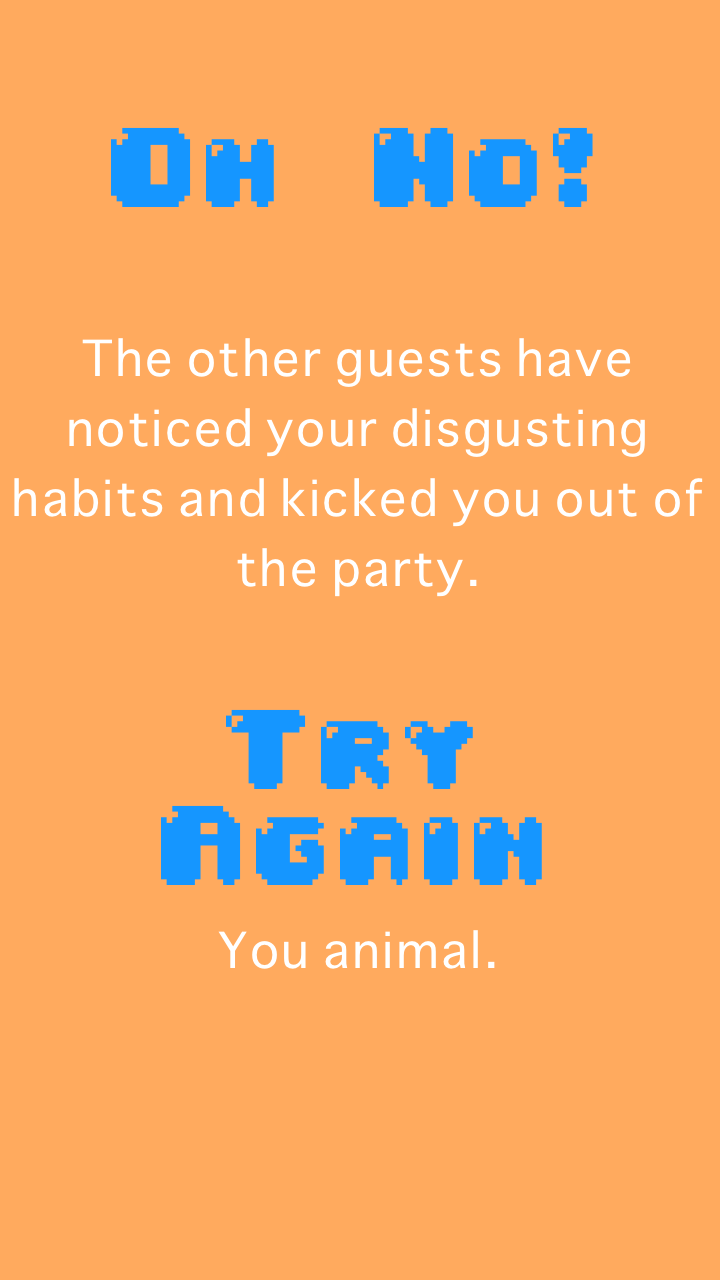 Oh No!
The other guests have
noticed your disgusting
habits and kicked you out of
the party.
Try
Again
You animal.